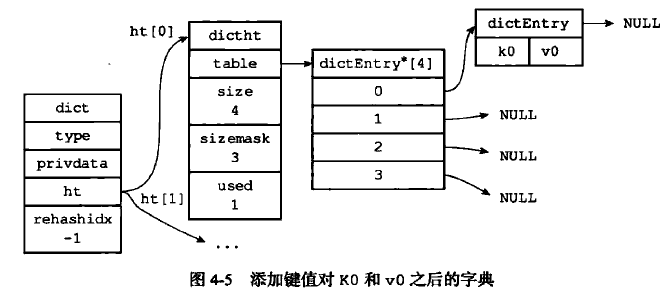 ht[0]
dictht
table
size
4
sizemask
3
used
1
dictEntry*[4]
0
1
2
3
dictEntry
k0 v0
NULL
NULL
NULL
NULL
dict
type
privdata
ht
rehashidx
-1
ht[1]
...
图 4-5 添加键值对 K0 和 v0 之后的字典